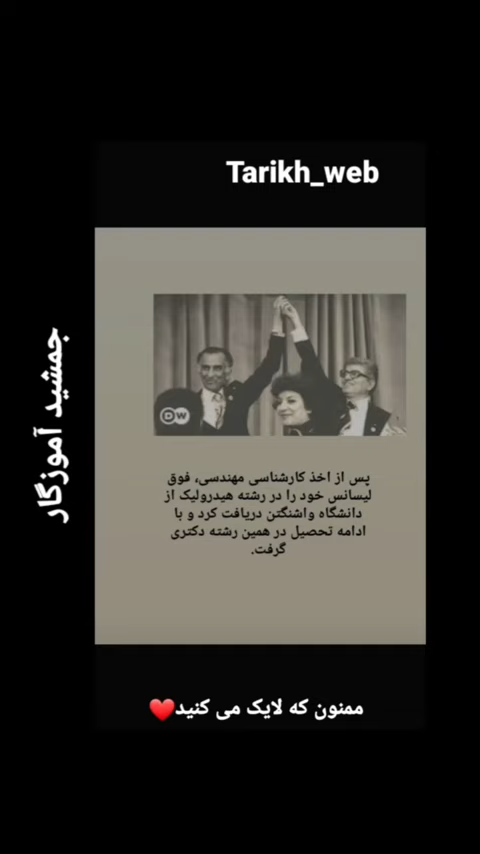 Tarikh_web
جمشید آموزگار
DW
پس از اخذ کارشناسی مهندسی، فوق
لیسانس خود را در رشته هیدرولیک از
دانشگاه واشنگتن دریافت کرد و با
ادامه تحصیل در همین رشته دکتری
گرفت.
ممنون که لایک می کنید❤️